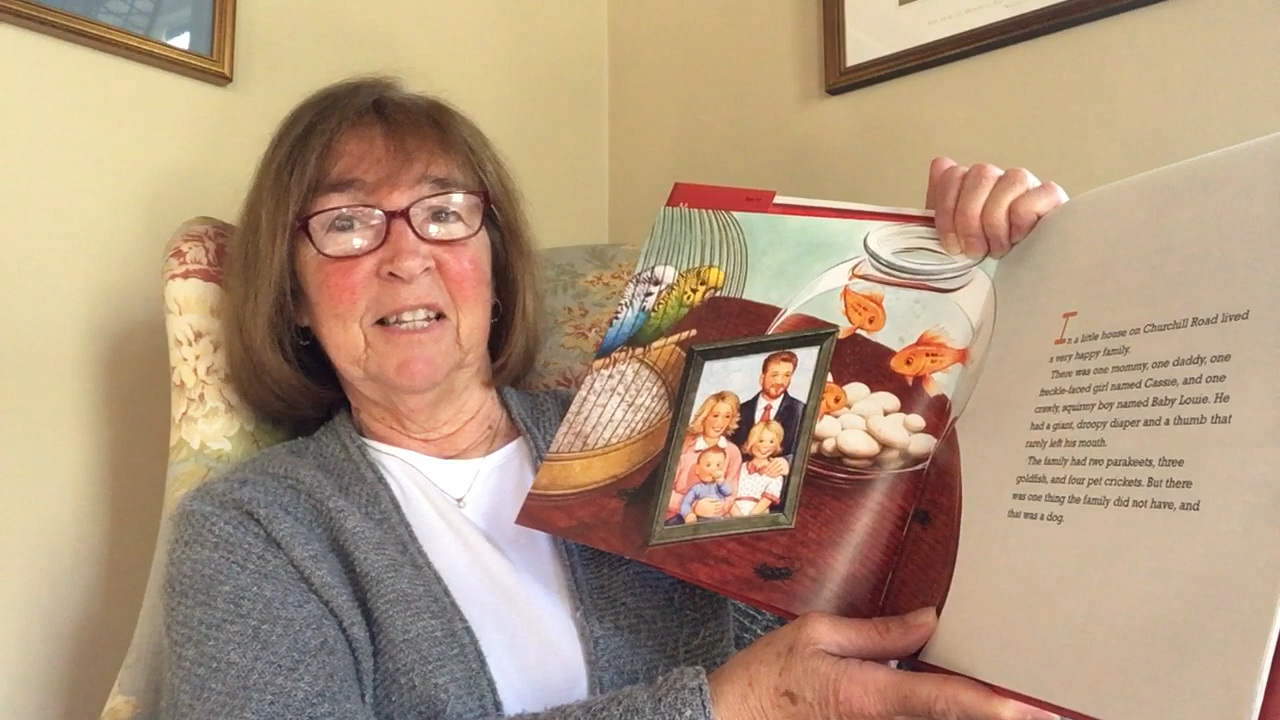 In a little house on Churchill Road lived
a very happy family.
There was one mommy, one daddy, one
freckle-faced girl named Cassie, and one
crawly, squirmy boy named Baby Louie. He
had a giant, droopy diaper and a thumb that
rarely left his mouth.
The family had two parakeets, three
goldfish, and four pet crickets. But there
was one thing the family did not have, and
that was a dog.